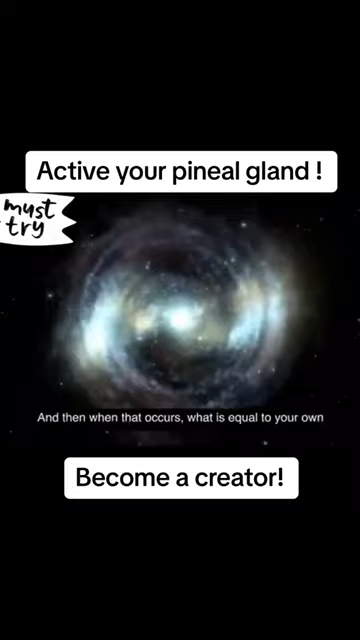 Active your pineal gland !
must
try
And then when that occurs, what is equal to your own
Become a creator!